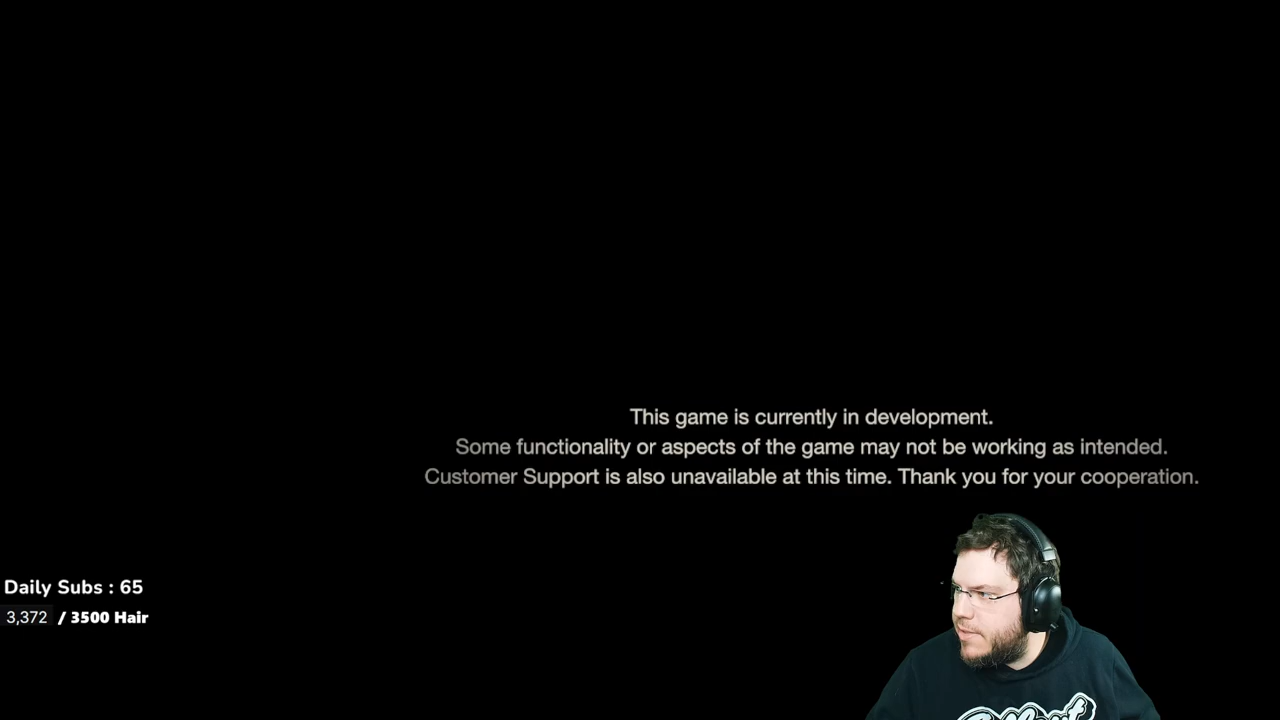 This game is currently in development.
Some functionality or aspects of the game may not be working as intended.
Customer Support is also unavailable at this time. Thank you for your cooperation.
Daily Subs : 65
3,372 / 3500 Hair